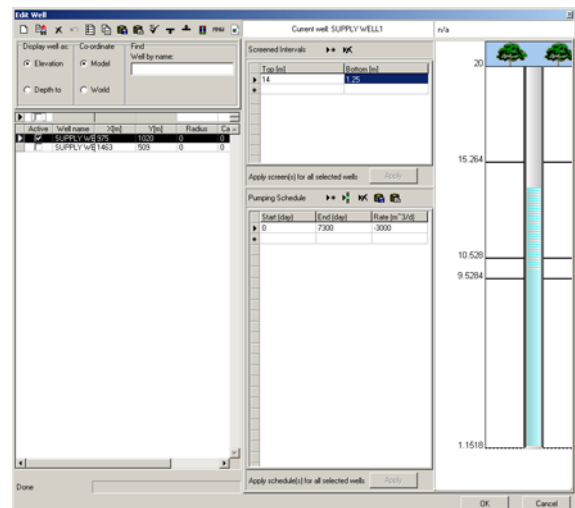 Edit Well
Current well: SUPPLY WELL1
n/a
Display well as:
Elevation
Depth to
Co-ordinate
Model
World
Find
Well by name:
Active Well name X[m] Y[m] Radius Ca
SUPPLY WE 975 1020 0 0
SUPPLY WE 1463 509 0 0
Done
Screened Intervals
Top [m] Bottom [m]
14 1.25
Apply screen(s) for all selected wells Apply
Pumping Schedule
Start (day) End (day) Rate (m^3/d)
0 7300 -3000
Apply schedule(s) for all selected wells Apply
20
15.264
10.528
9.5284
1.1518
OK Cancel